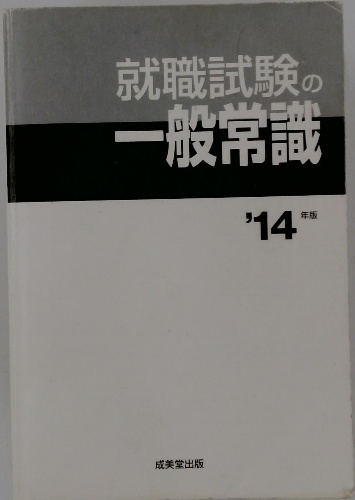 就職試験の
一般常識
'14年版
成美堂出版